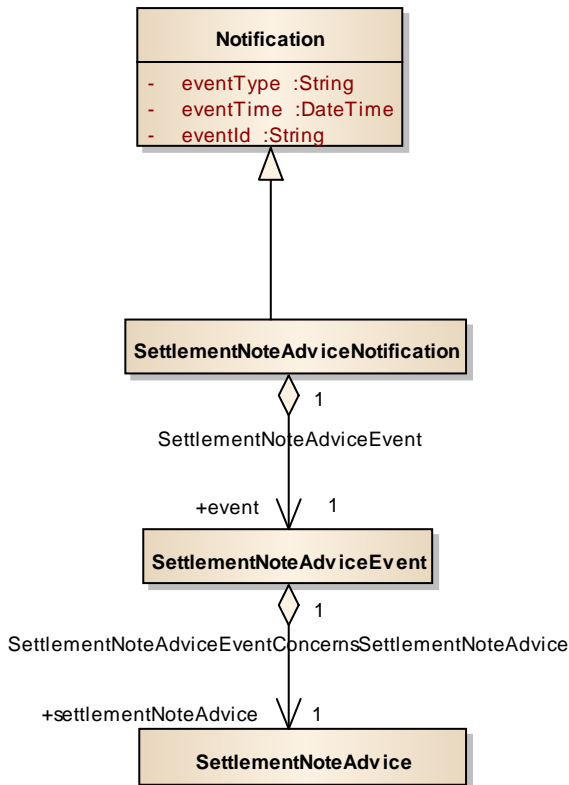 Notification
- eventType :String
- eventTime :DateTime
- eventId :String
SettlementNoteAdviceNotification
1
SettlementNoteAdviceEvent
+event 1
SettlementNoteAdviceEvent
1
SettlementNoteAdviceEventConcernsSettlementNoteAdvice
+settlementNoteAdvice 1
SettlementNoteAdvice